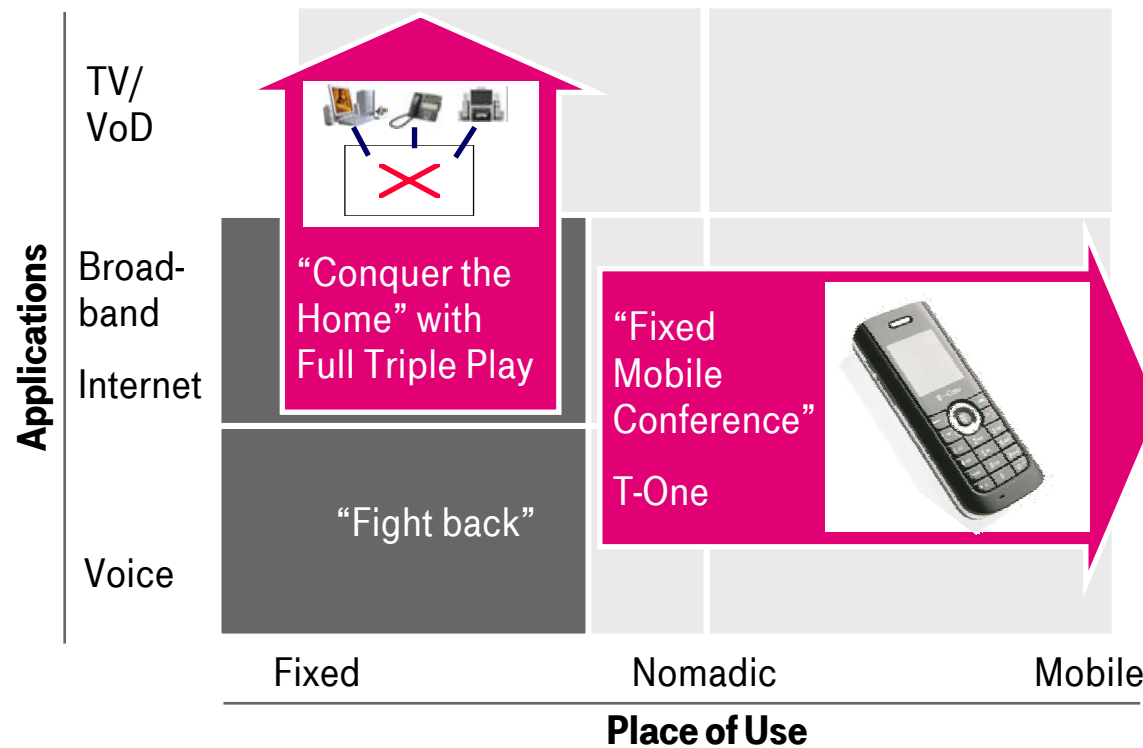 Applications
TV/
VoD
Broad-
band
Internet
Voice
“Conquer the
Home” with
Full Triple Play
“Fixed
Mobile
Conference”
T-One
“Fight back”
Fixed
Nomadic
Mobile
Place of Use